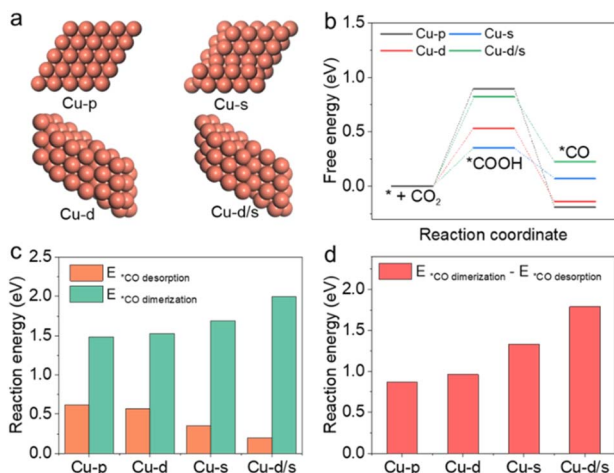 a
Cu-p
Cu-s
Cu-d
Cu-d/s
b
Cu-p
Cu-s
Cu-d
Cu-d/s
Free energy (eV)
1.0
0.5
0.0
*CO
*COOH
* + CO₂
Reaction coordinate
c
E *CO desorption
E *CO dimerization
Reaction energy (eV)
2.5
2.0
1.5
1.0
0.5
0.0
Cu-p
Cu-d
Cu-s
Cu-d/s
d
E *CO dimerization - E *CO desorption
Reaction energy (eV)
2.0
1.5
1.0
0.5
0.0
Cu-p
Cu-d
Cu-s
Cu-d/s